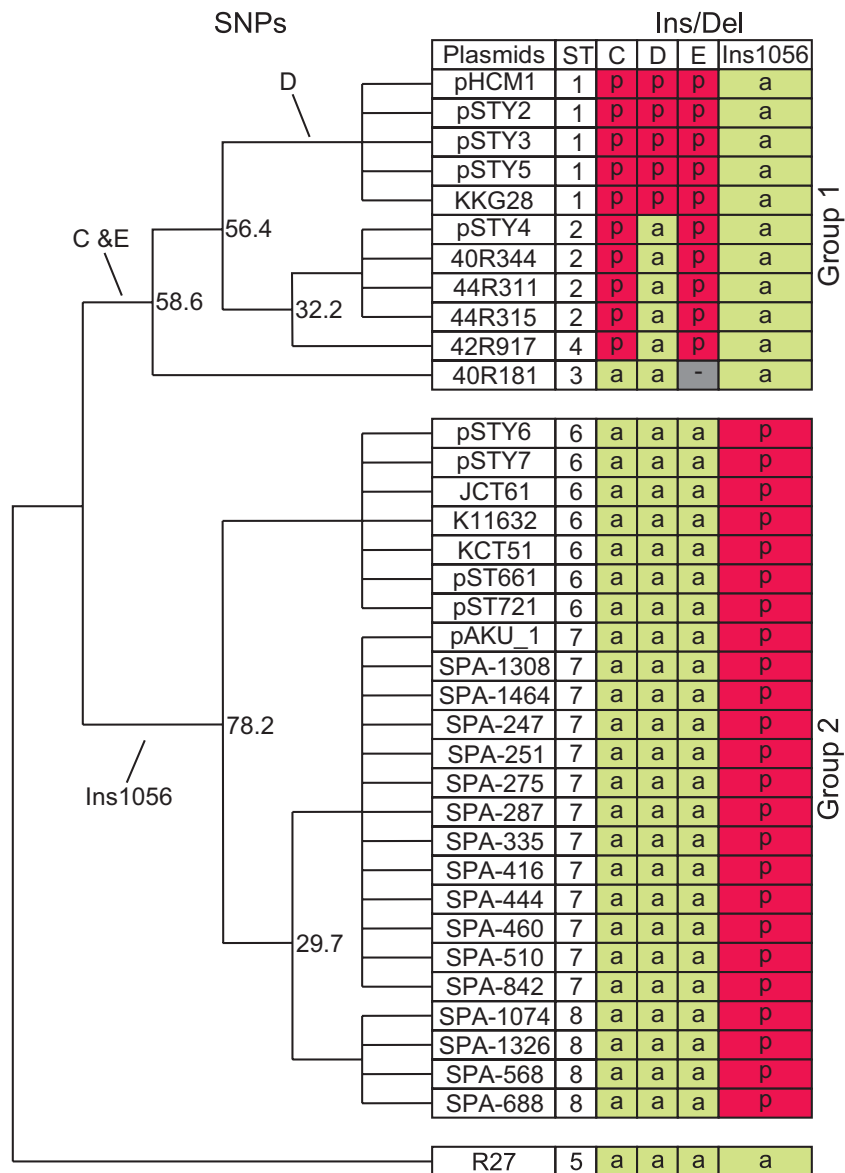 SNPs Ins/Del
Plasmids ST C D E Ins1056
pHCM1 1 p p p a
pSTY2 1 p p p a
pSTY3 1 p p p a
pSTY5 1 p p p a
KKG28 1 p p p a
pSTY4 2 p a p a
40R344 2 p a p a
44R311 2 p a p a
44R315 2 p a p a
42R917 4 p a p a
40R181 3 a a - a
Group 1
D
C &E
56.4
58.6
32.2
pSTY6 6 a a a p
pSTY7 6 a a a p
JCT61 6 a a a p
K11632 6 a a a p
KCT51 6 a a a p
pST661 6 a a a p
pST721 6 a a a p
pAKU_1 7 a a a p
SPA-1308 7 a a a p
SPA-1464 7 a a a p
SPA-247 7 a a a p
SPA-251 7 a a a p
SPA-275 7 a a a p
SPA-287 7 a a a p
SPA-335 7 a a a p
SPA-416 7 a a a p
SPA-444 7 a a a p
SPA-460 7 a a a p
SPA-510 7 a a a p
SPA-842 7 a a a p
SPA-1074 8 a a a p
SPA-1326 8 a a a p
SPA-568 8 a a a p
SPA-688 8 a a a p
Group 2
78.2
Ins1056
29.7
R27 5 a a a a